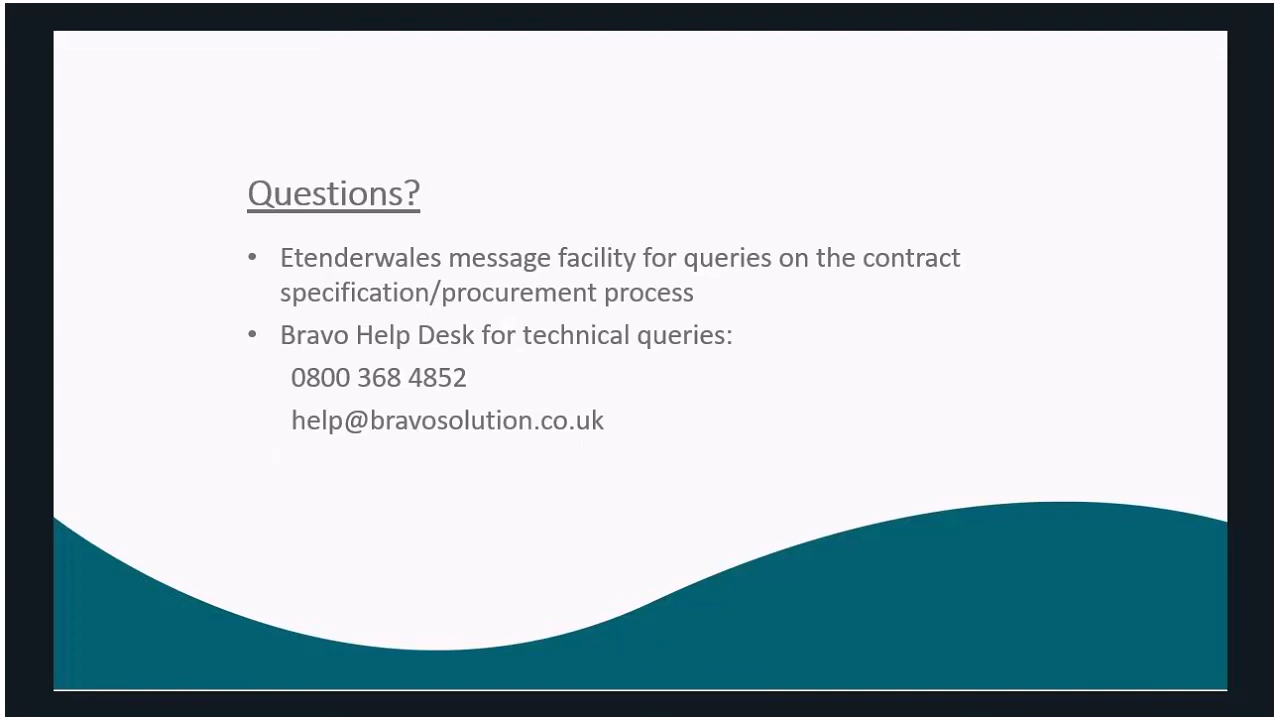 Questions?
• Etenderwales message facility for queries on the contract
specification/procurement process
• Bravo Help Desk for technical queries:
0800 368 4852
help@bravosolution.co.uk